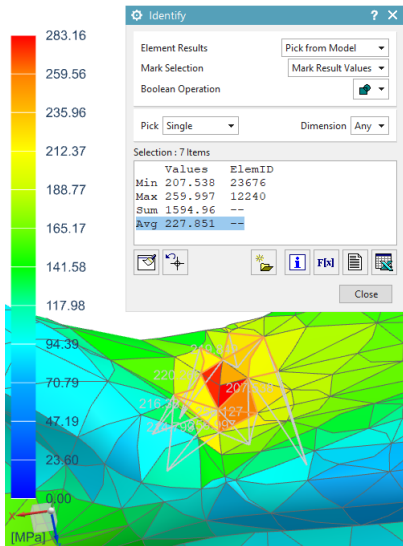 283.16
259.56
235.96
212.37
188.77
165.17
141.58
117.98
94.39
70.79
47.19
23.60
0.00
[MPa]
Identify
? X
Element Results Pick from Model
Mark Selection Mark Result Values
Boolean Operation
Pick Single Dimension Any
Selection : 7 Items
Values ElemID
Min 207.538 23676
Max 259.997 12240
Sum 1594.96 --
Avg 227.851 --
i F(x)
Close
X